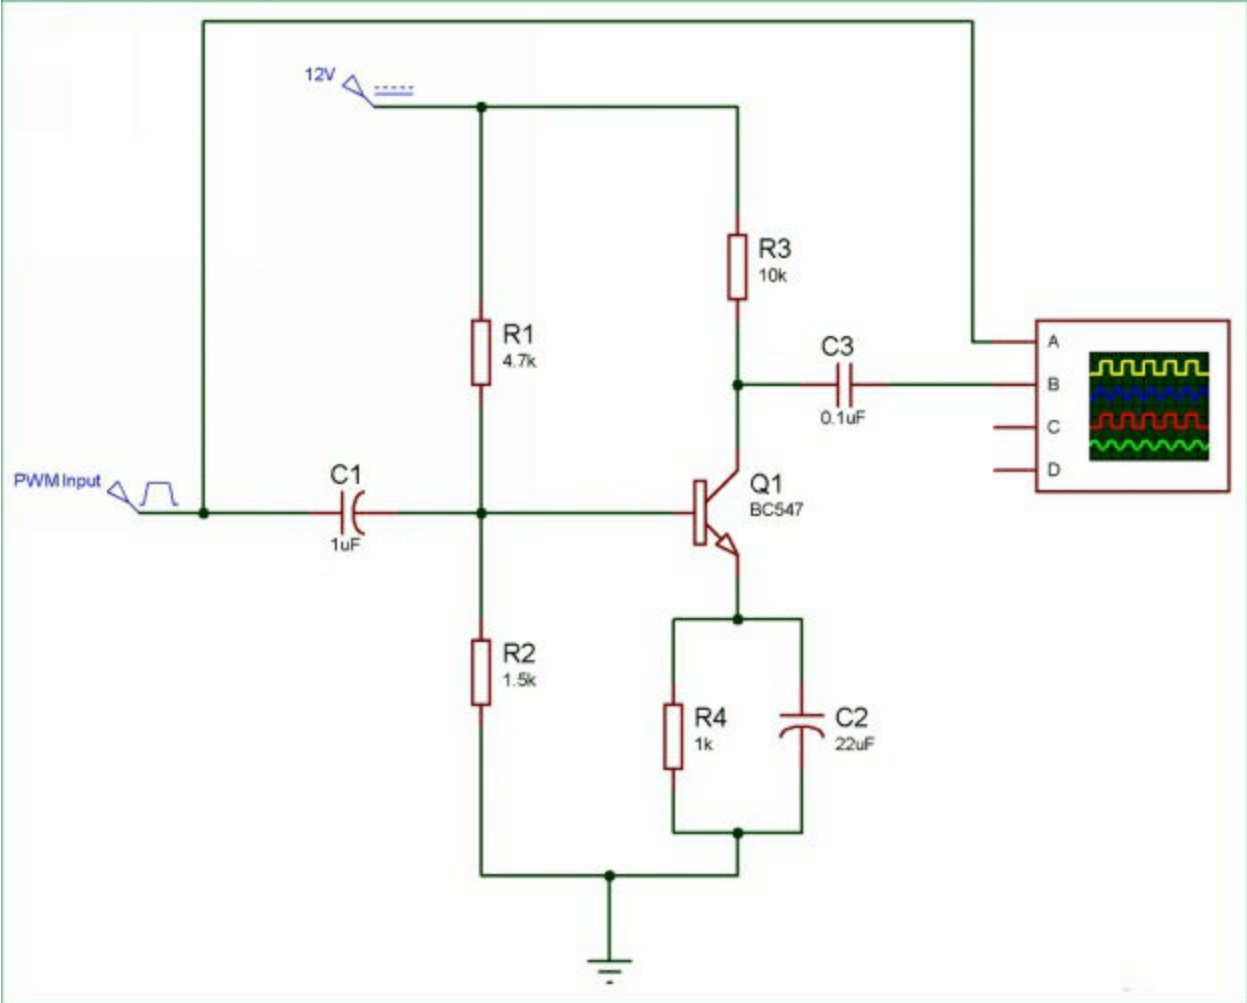 12V
R3
10k
R1
4.7k
C3
0.1uF
A
B
C
D
PWM Input
C1
1uF
Q1
BC547
R2
1.5k
R4
1k
C2
22uF